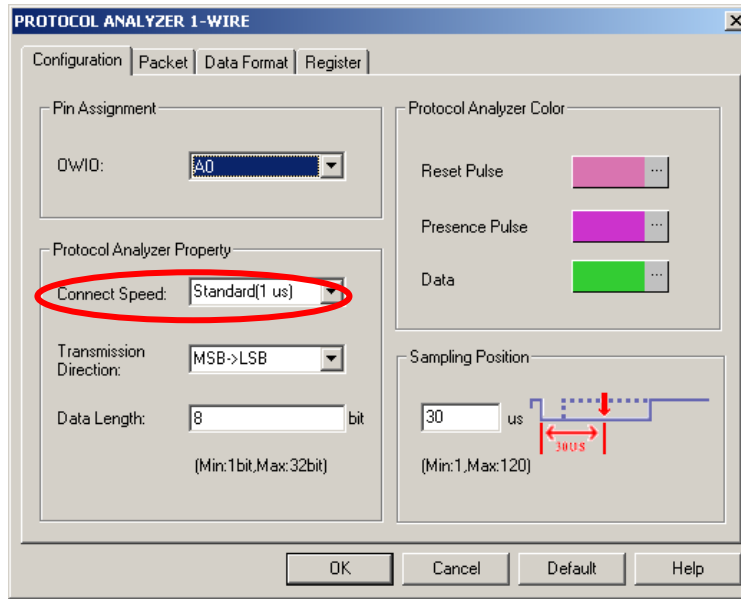 PROTOCOL ANALYZER 1-WIRE
Configuration Packet Data Format Register
Pin Assignment
OWIO: A0
Protocol Analyzer Property
Connect Speed: Standard(1 us)
Transmission
Direction: MSB->LSB
Data Length: 8 bit
(Min:1bit,Max:32bit)
Protocol Analyzer Color
Reset Pulse ...
Presence Pulse ...
Data ...
Sampling Position
30 us
30US
(Min:1,Max:120)
OK Cancel Default Help